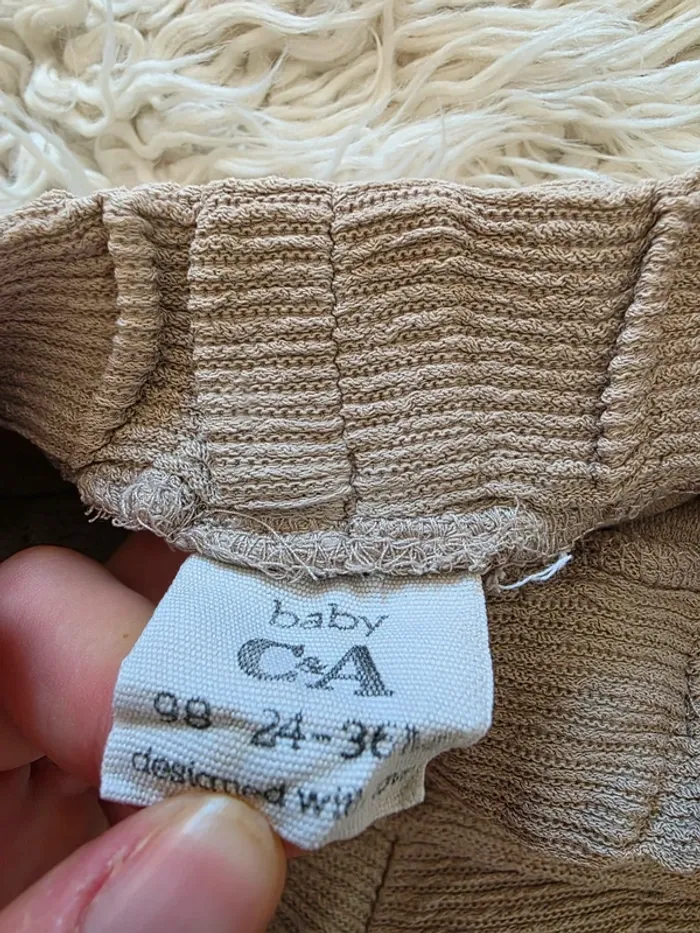 baby
C&A
98 24-36
designed with